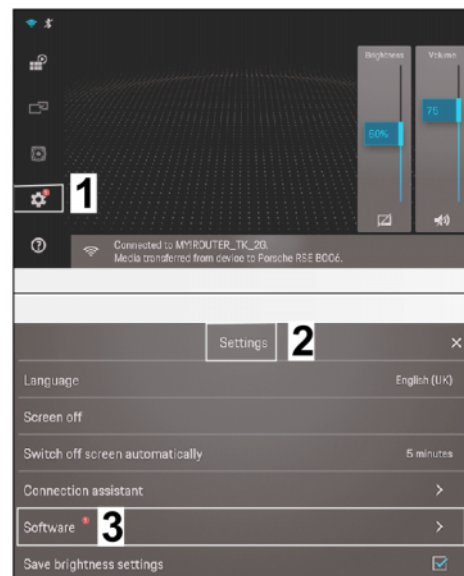 Brightness
Volume
50%
75
1
Connected to MYIROUTER_TK_2G.
Media transferred from device to Porsche RSE B006.
Settings
2
Language
English (UK)
Screen off
Switch off screen automatically
5 minutes
Connection assistant
Software
3
Save brightness settings